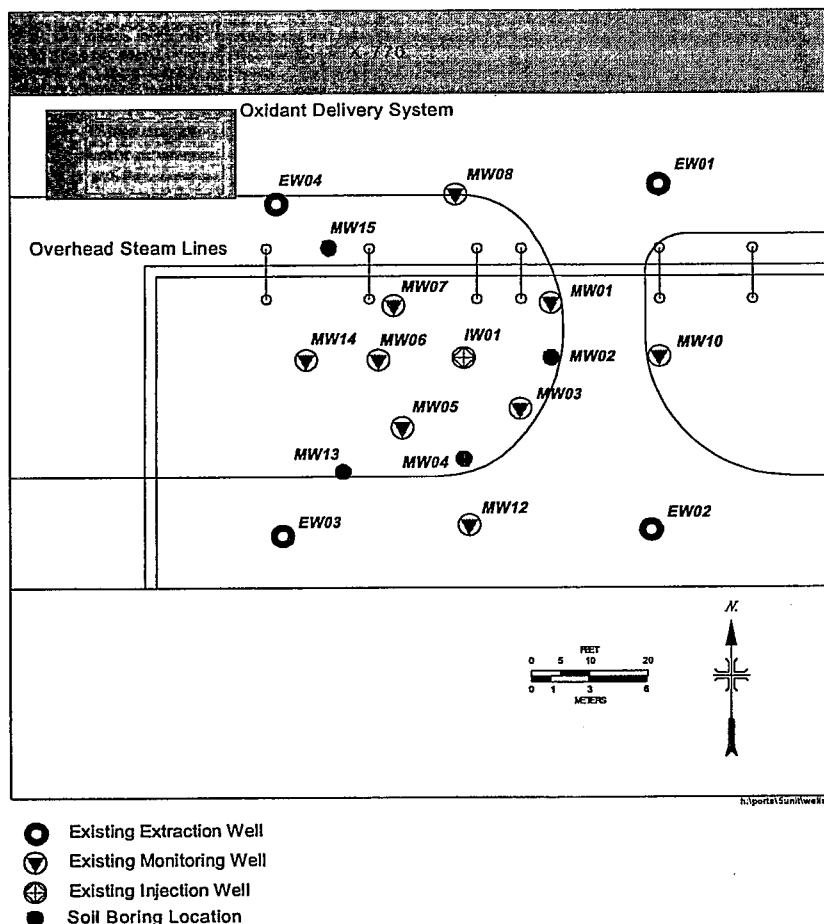 X-770
Oxidant Delivery System
EW04
MW08
EW01
MW15
Overhead Steam Lines
MW07
MW01
MW14
MW06
IW01
MW02
MW10
MW03
MW05
MW13
MW04
EW03
MW12
EW02
N.
FEET
0 5 10 20
0 1 3 6
METERS
Existing Extraction Well
Existing Monitoring Well
Existing Injection Well
Soil Boring Location